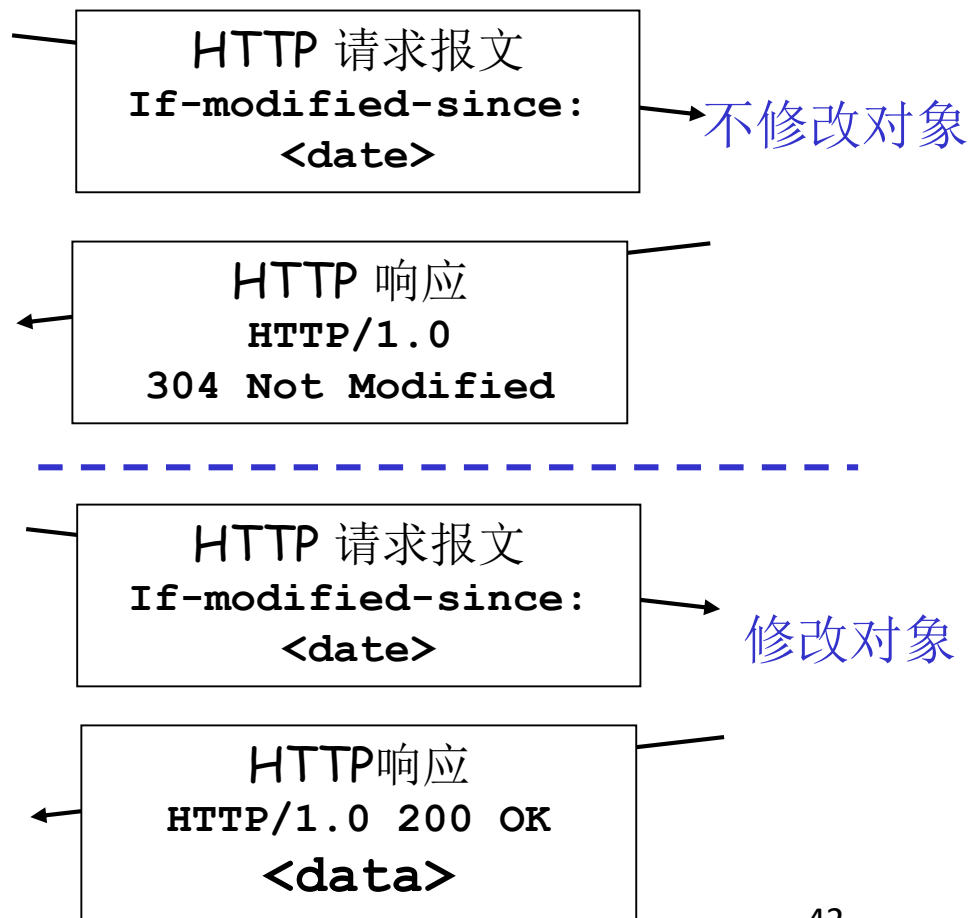 HTTP 请求报文
If-modified-since:
<date>
不修改对象
HTTP 响应
HTTP/1.0
304 Not Modified
HTTP 请求报文
If-modified-since:
<date>
修改对象
HTTP响应
HTTP/1.0 200 OK
<data>
42